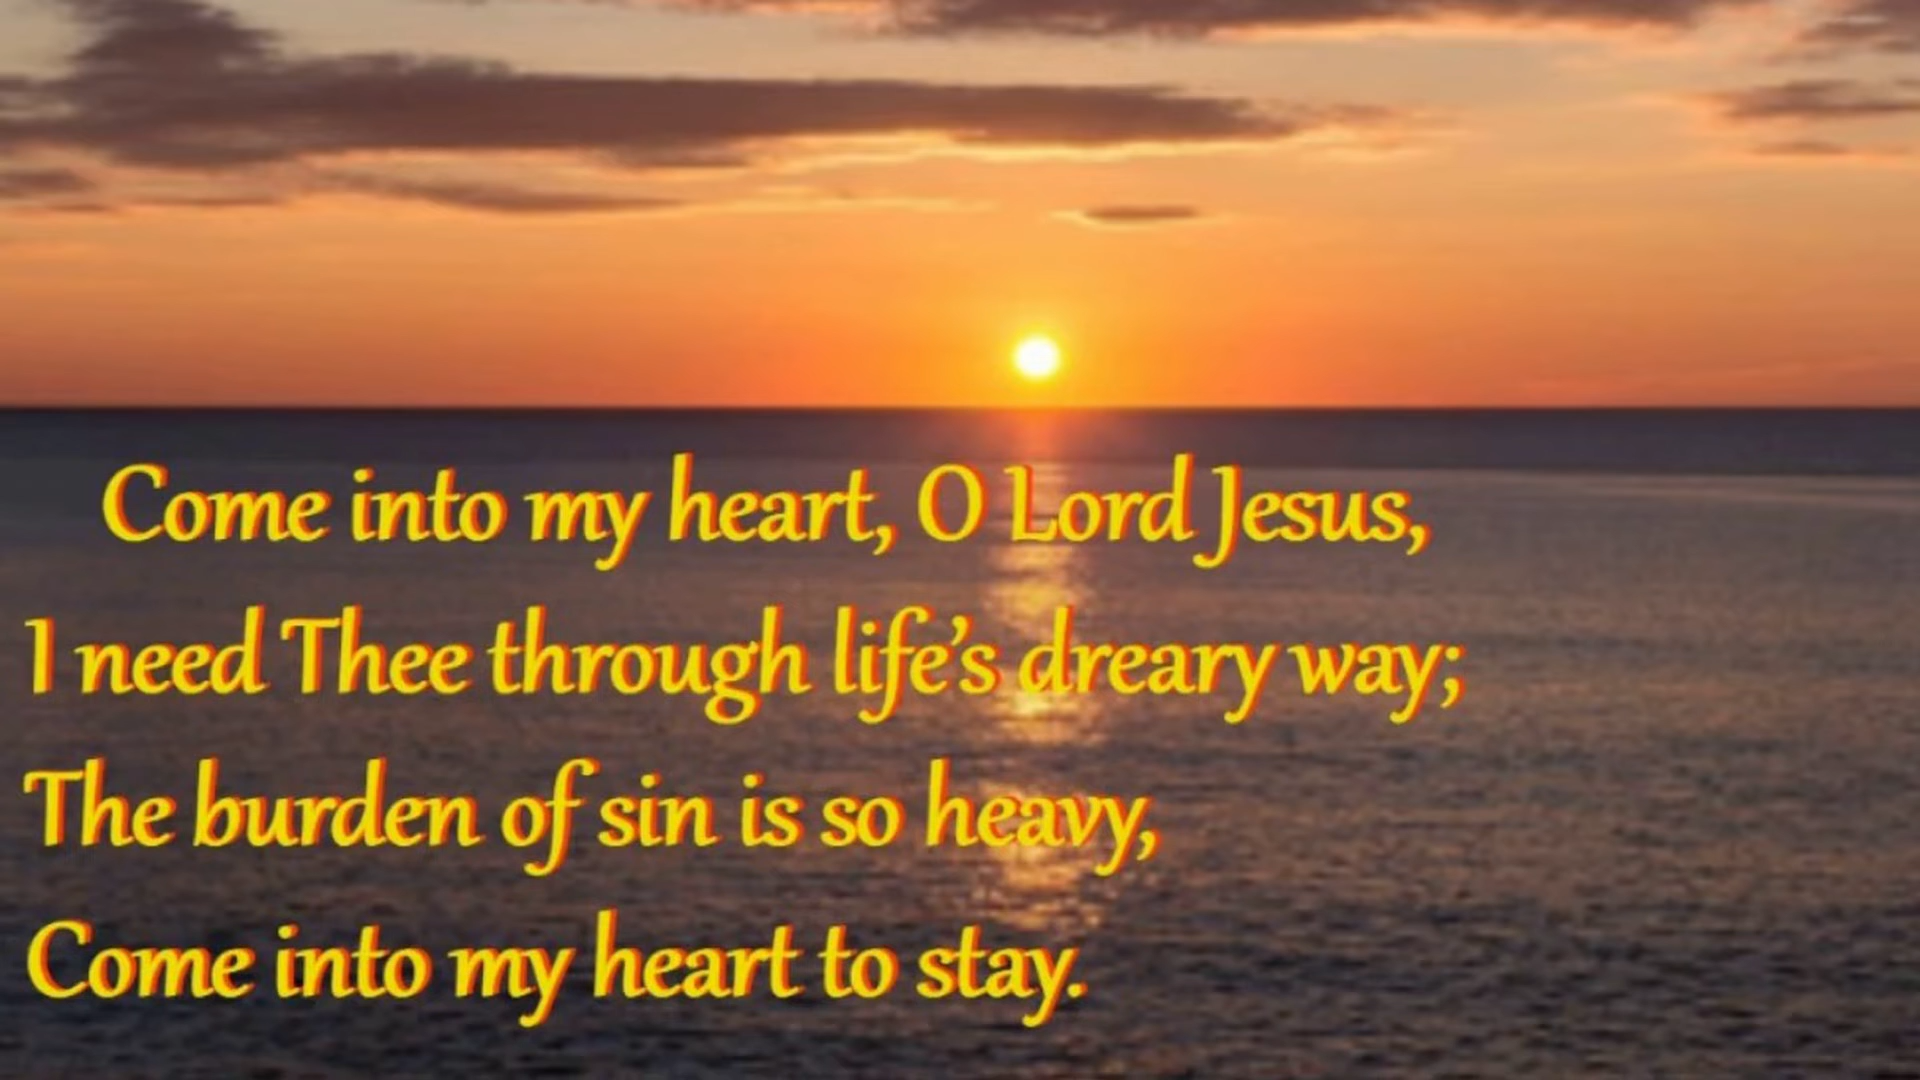 Come into my heart, O Lord Jesus,
I need Thee through life’s dreary way;
The burden of sin is so heavy,
Come into my heart to stay.